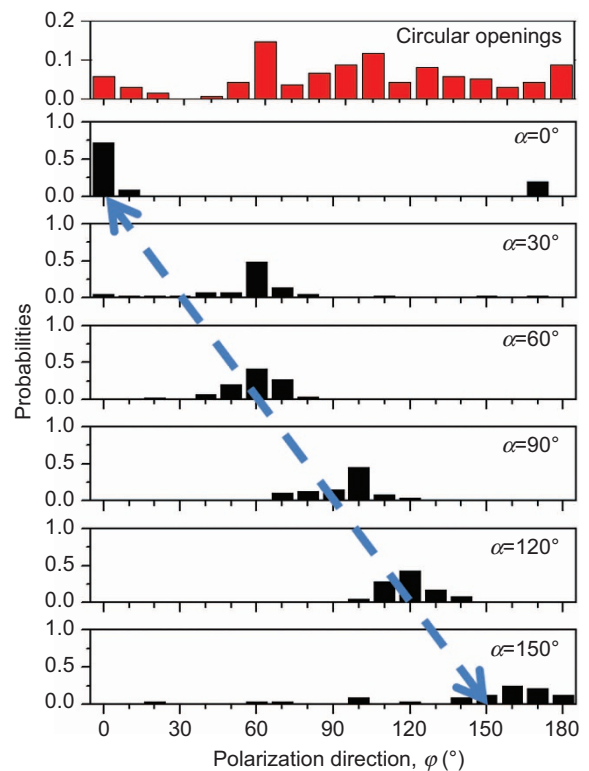 Circular openings
0.2
0.1
0.0
α=0°
1.0
0.5
0.0
α=30°
1.0
0.5
0.0
α=60°
1.0
0.5
0.0
α=90°
1.0
0.5
0.0
α=120°
1.0
0.5
0.0
α=150°
1.0
0.5
0.0
Probabilities
0 30 60 90 120 150 180
Polarization direction, φ (°)